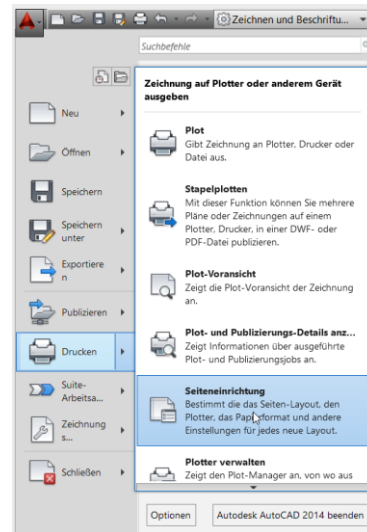 Zeichnen und Beschriftu...
Suchbefehle
Neu
Öffnen
Speichern
Speichern
unter
Exportiere
n
Publizieren
Drucken
Suite-
Arbeitsa...
Zeichnung
s...
Schließen
Zeichnung auf Plotter oder anderem Gerät
ausgeben
Plot
Gibt Zeichnung an Plotter, Drucker oder
Datei aus.
Stapelplotten
Mit dieser Funktion können Sie mehrere
Pläne oder Zeichnungen auf einem
Plotter, Drucker, in einer DWF- oder
PDF-Datei publizieren.
Plot-Voransicht
Zeigt die Plot-Voransicht der Zeichnung
an.
Plot- und Publizierungs-Details anz...
Zeigt Informationen über ausgeführte
Plot- und Publizierungsjobs an.
Seiteneinrichtung
Bestimmt die das Seiten-Layout, den
Plotter, das Papierformat und andere
Einstellungen für jedes neue Layout.
Plotter verwalten
Zeigt den Plot-Manager an, von wo aus
Optionen
Autodesk AutoCAD 2014 beenden